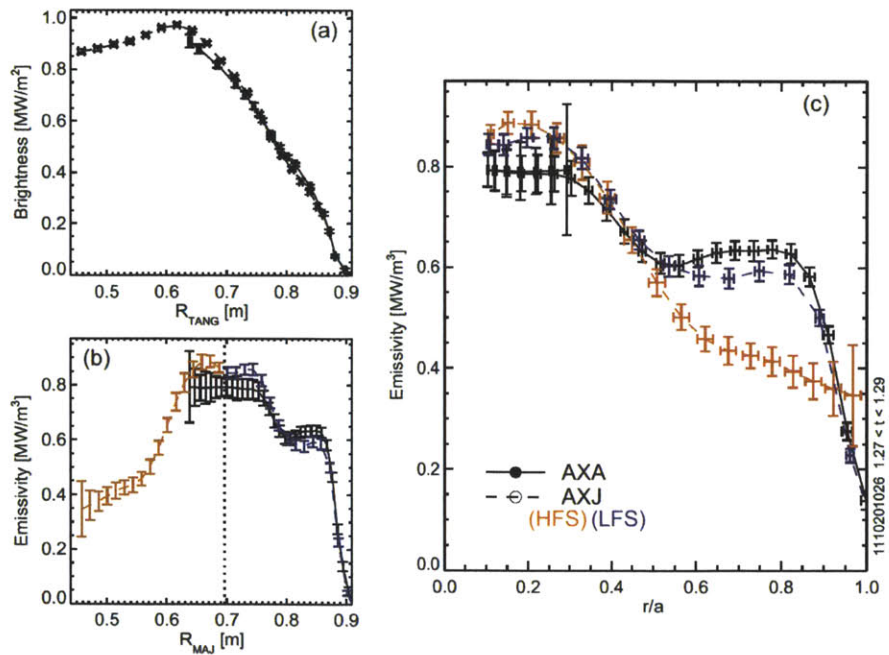 (a)
1.0
0.8
0.6
0.4
0.2
0.0
Brightness [MW/m²]
0.5 0.6 0.7 0.8 0.9
R_TANG [m]
(b)
0.8
0.6
0.4
0.2
0.0
Emissivity [MW/m³]
0.5 0.6 0.7 0.8 0.9
R_MAJ [m]
(c)
0.8
0.6
0.4
0.2
0.0
Emissivity [MW/m³]
AXA
AXJ
(HFS) (LFS)
0.0 0.2 0.4 0.6 0.8 1.0
r/a
1110201026 1.27 < t < 1.29